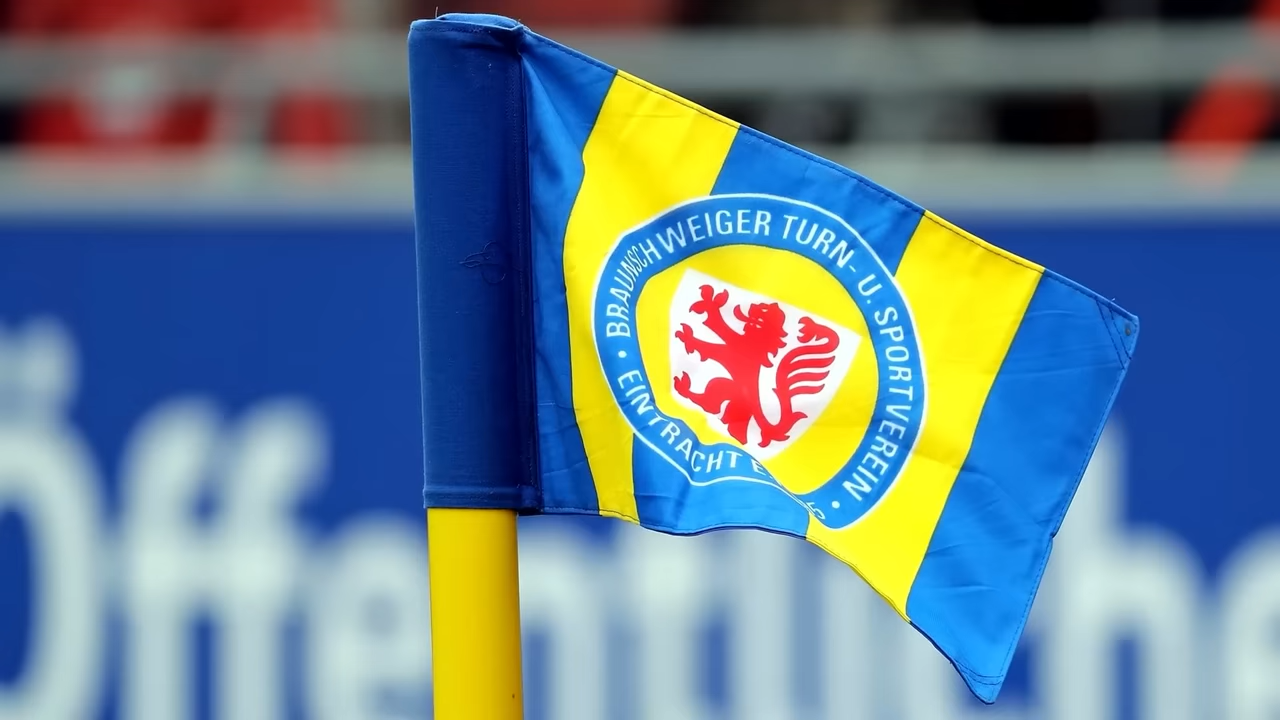 BRAUNSCHWEIGER TURN- U. SPORTVEREIN
EINTRACHT
Öffentliche